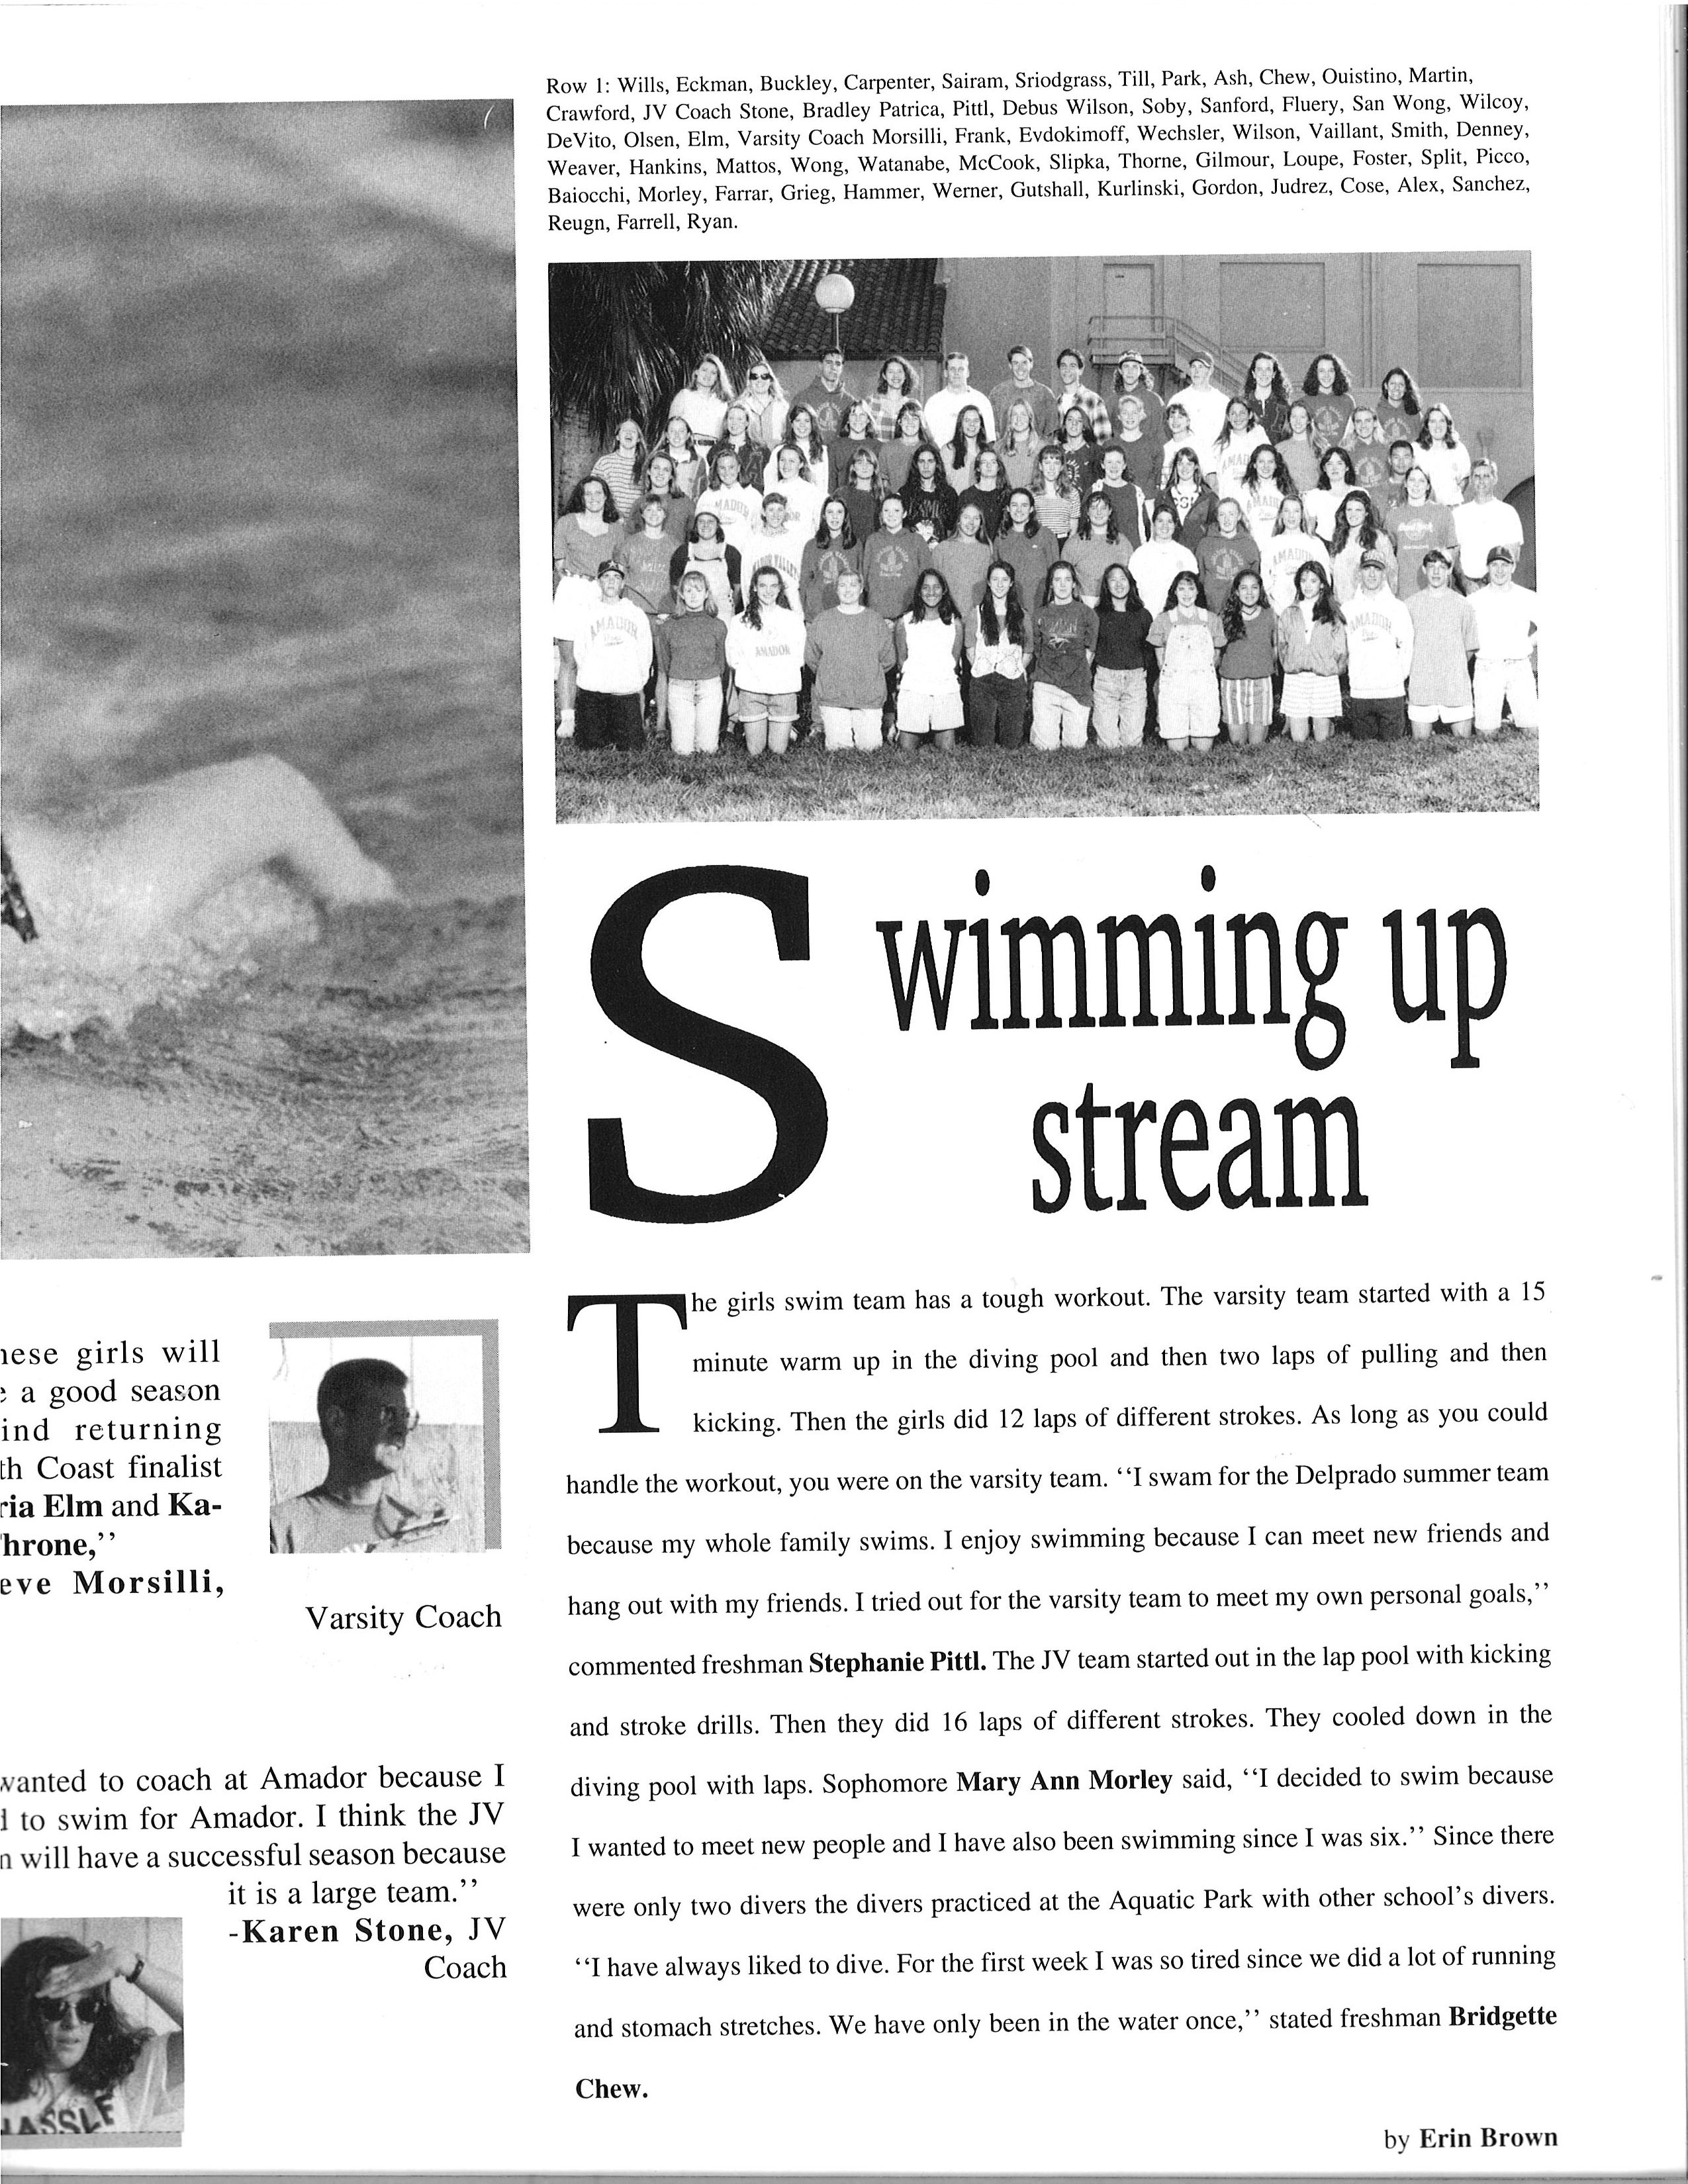 Row 1: Wills, Eckman, Buckley, Carpenter, Sairam, Sriodgrass, Till, Park, Ash, Chew, Ouistino, Martin,
Crawford, JV Coach Stone, Bradley Patrica, Pittl, Debus Wilson, Soby, Sanford, Fluery, San Wong, Wilcoy,
DeVito, Olsen, Elm, Varsity Coach Morsilli, Frank, Evdokimoff, Wechsler, Wilson, Vaillant, Smith, Denney,
Weaver, Hankins, Mattos, Wong, Watanabe, McCook, Slipka, Thorne, Gilmour, Loupe, Foster, Split, Picco,
Baiocchi, Morley, Farrar, Grieg, Hammer, Werner, Gutshall, Kurlinski, Gordon, Judrez, Cose, Alex, Sanchez,
Reugn, Farrell, Ryan.
AMADOR
AMADOR
AMADOR
Swimming up
stream
The girls swim team has a tough workout. The varsity team started with a 15
minute warm up in the diving pool and then two laps of pulling and then
kicking. Then the girls did 12 laps of different strokes. As long as you could
handle the workout, you were on the varsity team. ‘‘I swam for the Delprado summer team
because my whole family swims. I enjoy swimming because I can meet new friends and
hang out with my friends. I tried out for the varsity team to meet my own personal goals,’’
commented freshman Stephanie Pittl. The JV team started out in the lap pool with kicking
and stroke drills. Then they did 16 laps of different strokes. They cooled down in the
diving pool with laps. Sophomore Mary Ann Morley said, ‘‘I decided to swim because
I wanted to meet new people and I have also been swimming since I was six.’’ Since there
were only two divers the divers practiced at the Aquatic Park with other school’s divers.
‘‘I have always liked to dive. For the first week I was so tired since we did a lot of running
and stomach stretches. We have only been in the water once,’’ stated freshman Bridgette
Chew.
by Erin Brown
hese girls will
e a good season
ind returning
th Coast finalist
ria Elm and Ka-
hrone,’’
eve Morsilli,
Varsity Coach
wanted to coach at Amador because I
d to swim for Amador. I think the JV
n will have a successful season because
it is a large team.’’
-Karen Stone, JV
Coach
HASSLE